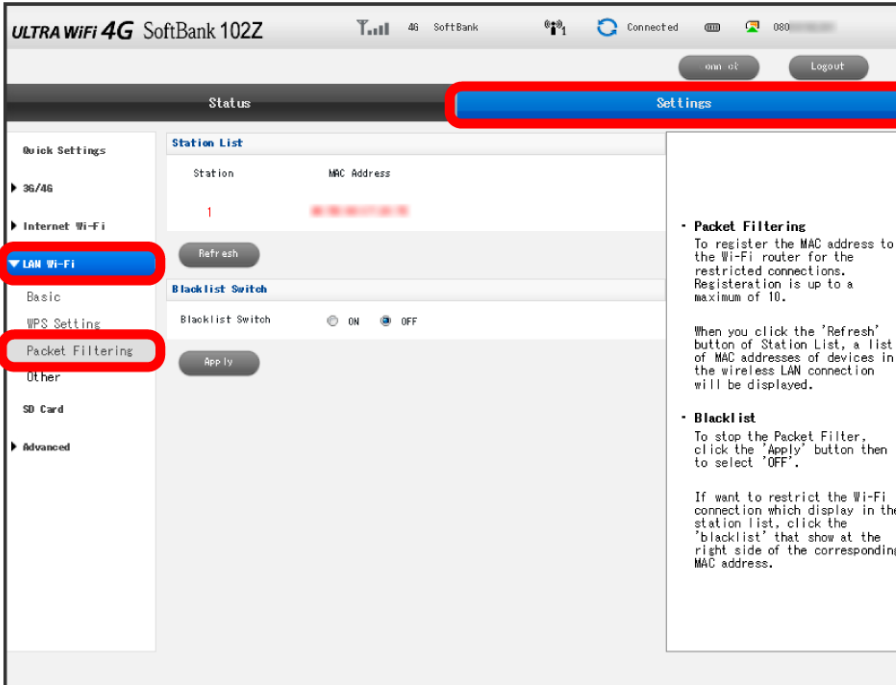 ULTRA WiFi 4G SoftBank 102Z 4G SoftBank 1 Connected 080
Logout
Status Settings
Quick Settings
3G/4G
Internet Wi-Fi
LAN Wi-Fi
Basic
WPS Setting
Packet Filtering
Other
SD Card
Advanced
Station List
Station MAC Address
1
Refresh
Blacklist Switch
Blacklist Switch ON OFF
Apply
・Packet Filtering
To register the MAC address to
the Wi-Fi router for the
restricted connections.
Registeration is up to a
maximum of 10.
When you click the 'Refresh'
button of Station List, a list
of MAC addresses of devices in
the wireless LAN connection
will be displayed.
・Blacklist
To stop the Packet Filter,
click the 'Apply' button then
to select 'OFF'.
If want to restrict the Wi-Fi
connection which display in the
station list, click the
'blacklist' that show at the
right side of the corresponding
MAC address.